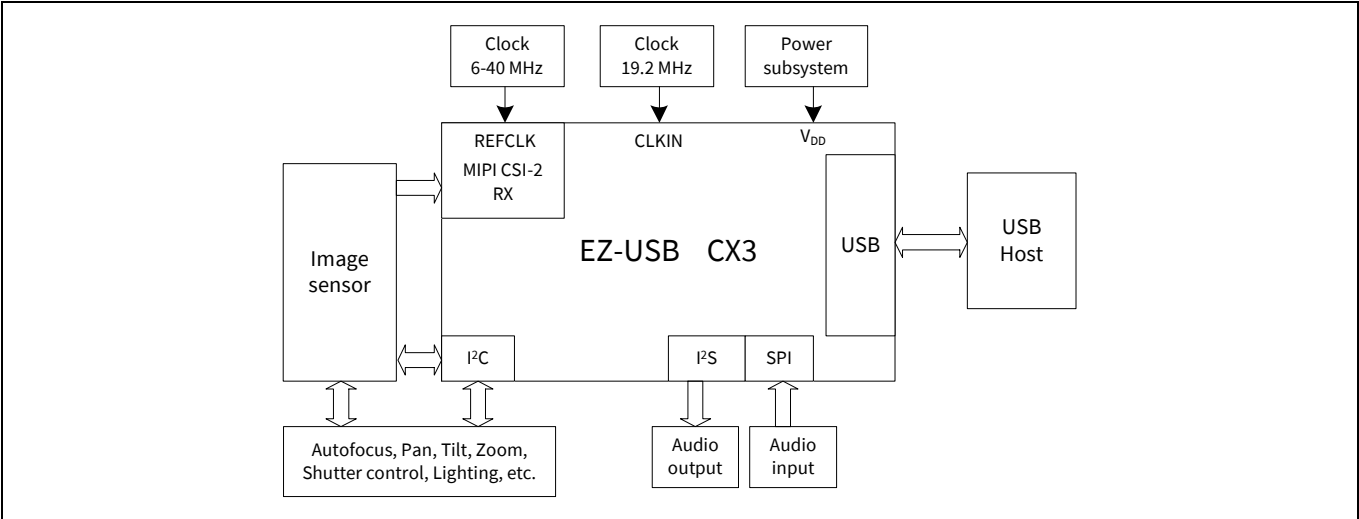 Clock
6-40 MHz
Clock
19.2 MHz
Power
subsystem
REFCLK
CLKIN
VDD
MIPI CSI-2
RX
Image
sensor
EZ-USB CX3
USB
USB
Host
I²C
I²S
SPI
Autofocus, Pan, Tilt, Zoom,
Shutter control, Lighting, etc.
Audio
output
Audio
input